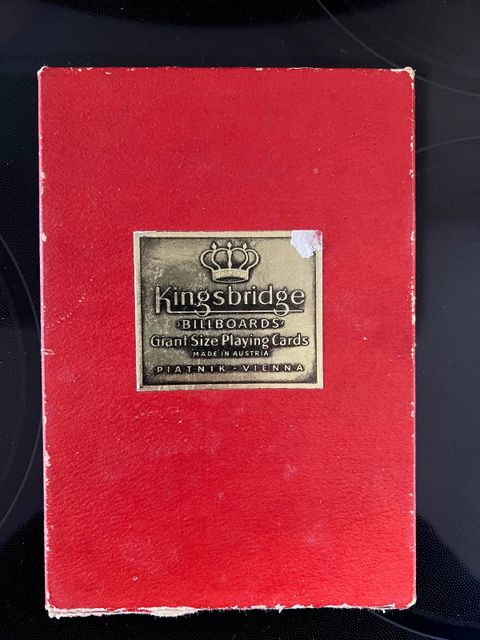 Kingsbridge
·BILLBOARDS·
Giant Size Playing Cards
MADE IN AUSTRIA
PIATNIK - VIENNA